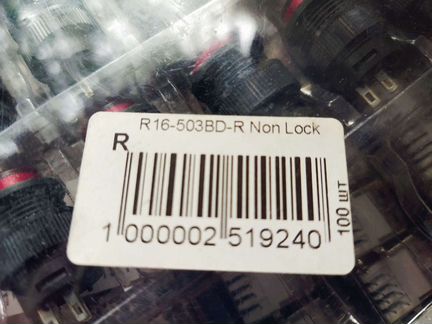 R16-503BD-R Non Lock
R
1 000002 519240
100 шт